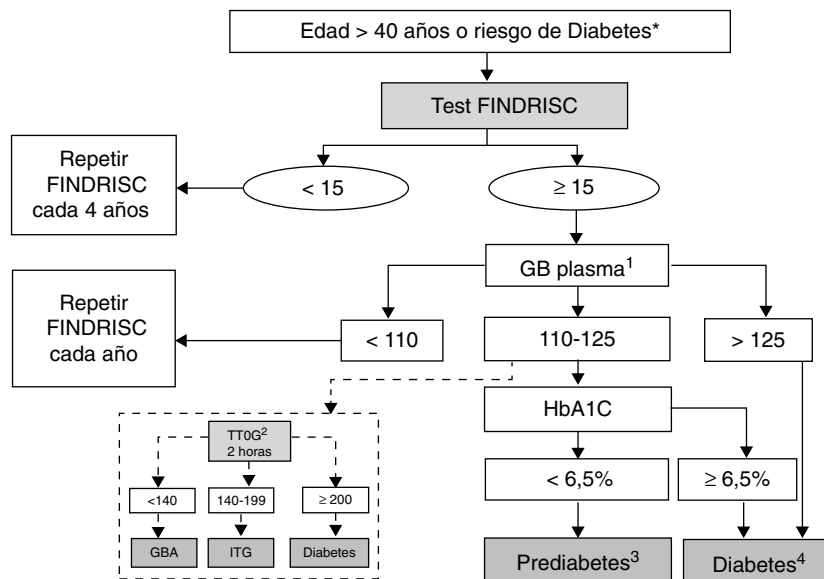 Edad > 40 años o riesgo de Diabetes*
Test FINDRISC
Repetir
FINDRISC
cada 4 años
< 15
≥ 15
GB plasma¹
Repetir
FINDRISC
cada año
< 110
110-125
> 125
HbA1C
TT0G²
2 horas
<140
140-199
≥ 200
< 6,5%
≥ 6,5%
GBA
ITG
Diabetes
Prediabetes³
Diabetes⁴